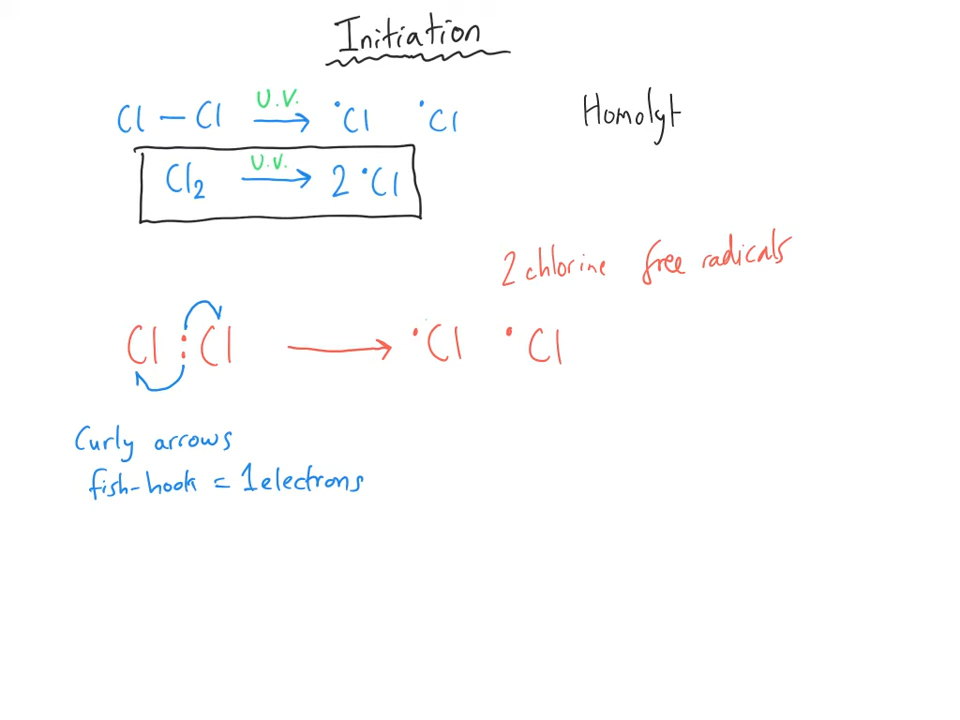 Initiation
Cl — Cl U.V. → •Cl •Cl
Homolyt
Cl₂ U.V. → 2 •Cl
2 chlorine free radicals
Cl : Cl → •Cl •Cl
Curly arrows
fish-hook = 1 electrons